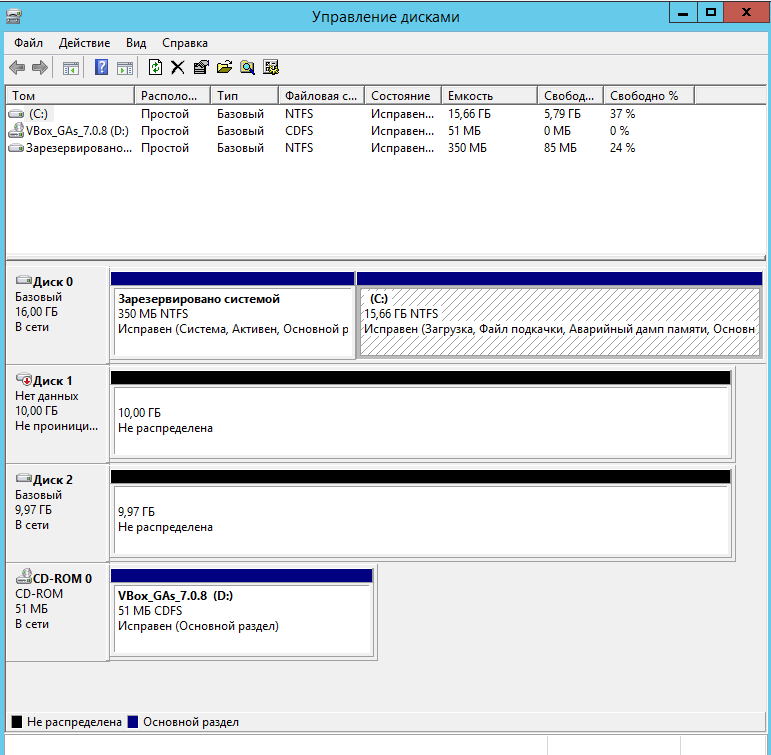 Управление дисками
Файл Действие Вид Справка
Том Располо... Тип Файловая с... Состояние Емкость Свобод... Свободно %
(C:) Простой Базовый NTFS Исправен... 15,66 ГБ 5,79 ГБ 37 %
VBox_GAs_7.0.8 (D:) Простой Базовый CDFS Исправен... 51 МБ 0 МБ 0 %
Зарезервировано... Простой Базовый NTFS Исправен... 350 МБ 85 МБ 24 %
Диск 0
Базовый
16,00 ГБ
В сети
Зарезервировано системой
350 МБ NTFS
Исправен (Система, Активен, Основной р
(C:)
15,66 ГБ NTFS
Исправен (Загрузка, Файл подкачки, Аварийный дамп памяти, Основн
Диск 1
Нет данных
10,00 ГБ
Не проиници...
10,00 ГБ
Не распределена
Диск 2
Базовый
9,97 ГБ
В сети
9,97 ГБ
Не распределена
CD-ROM 0
CD-ROM
51 МБ
В сети
VBox_GAs_7.0.8 (D:)
51 МБ CDFS
Исправен (Основной раздел)
Не распределена Основной раздел